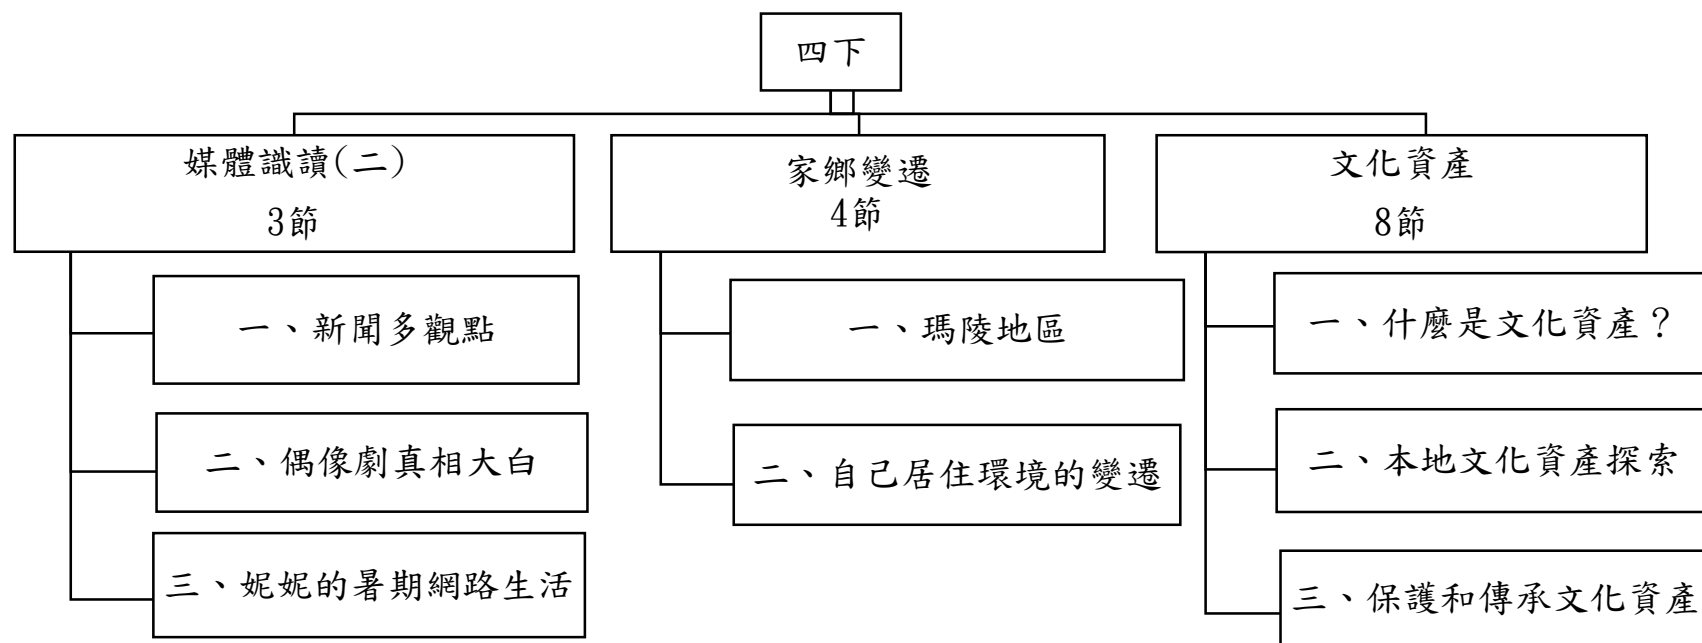 四下
媒體識讀(二)
3節
一、新聞多觀點
二、偶像劇真相大白
三、妮妮的暑期網路生活
家鄉變遷
4節
一、瑪陵地區
二、自己居住環境的變遷
文化資產
8節
一、什麼是文化資產？
二、本地文化資產探索
三、保護和傳承文化資產